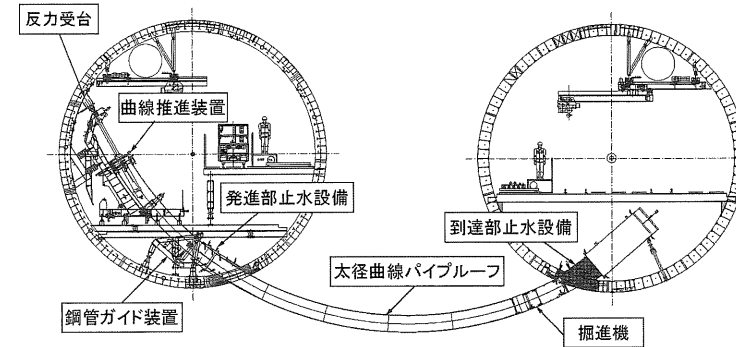 反力受台
曲線推進装置
発進部止水設備
到達部止水設備
太径曲線パイプルーフ
鋼管ガイド装置
掘進機